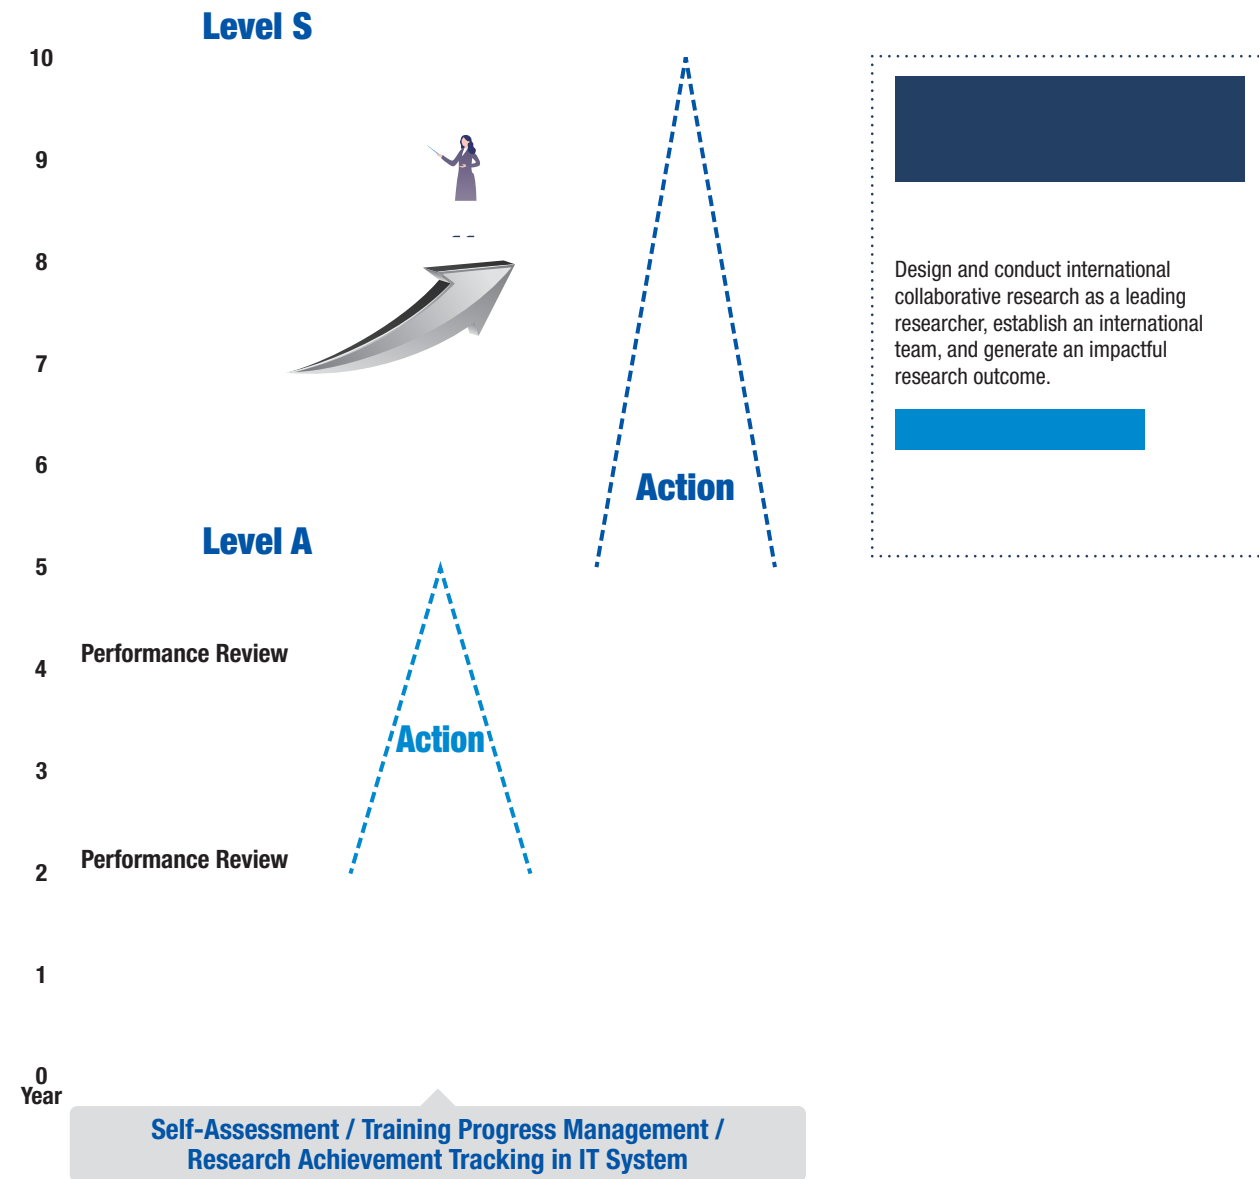 Level S
10
9
8
Design and conduct international
collaborative research as a leading
researcher, establish an international
team, and generate an impactful
research outcome.
7
6
Action
Level A
5
Performance Review
4
Action
3
Performance Review
2
1
0
Year
Self-Assessment / Training Progress Management /
Research Achievement Tracking in IT System